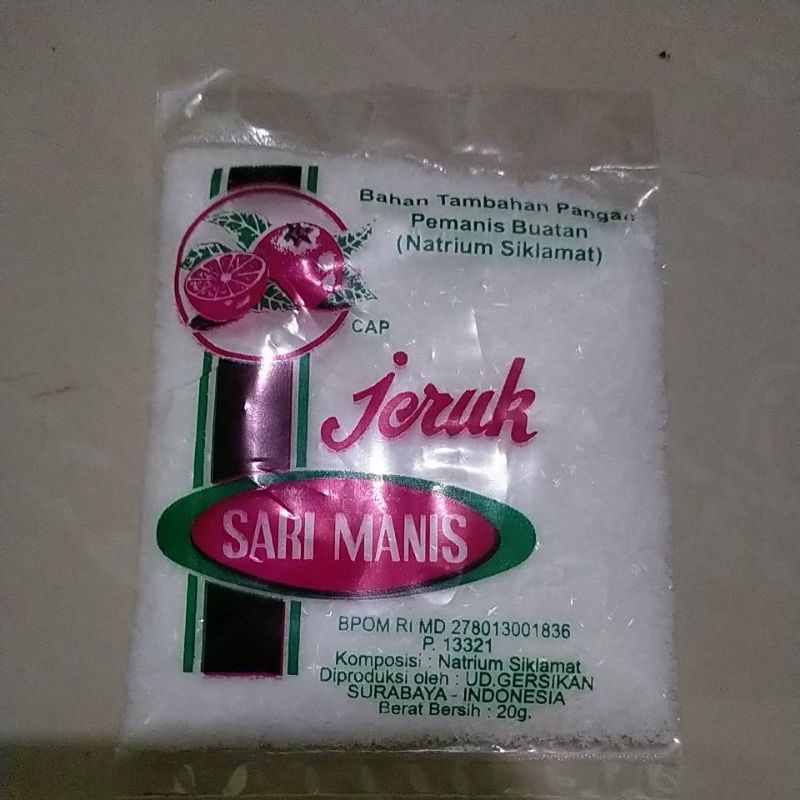 Bahan Tambahan Pangan
Pemanis Buatan
(Natrium Siklamat)
CAP
jeruk
SARI MANIS
BPOM RI MD 278013001836
P. 13321
Komposisi : Natrium Siklamat
Diproduksi oleh : UD.GERSIKAN
SURABAYA - INDONESIA
Berat Bersih : 20g.